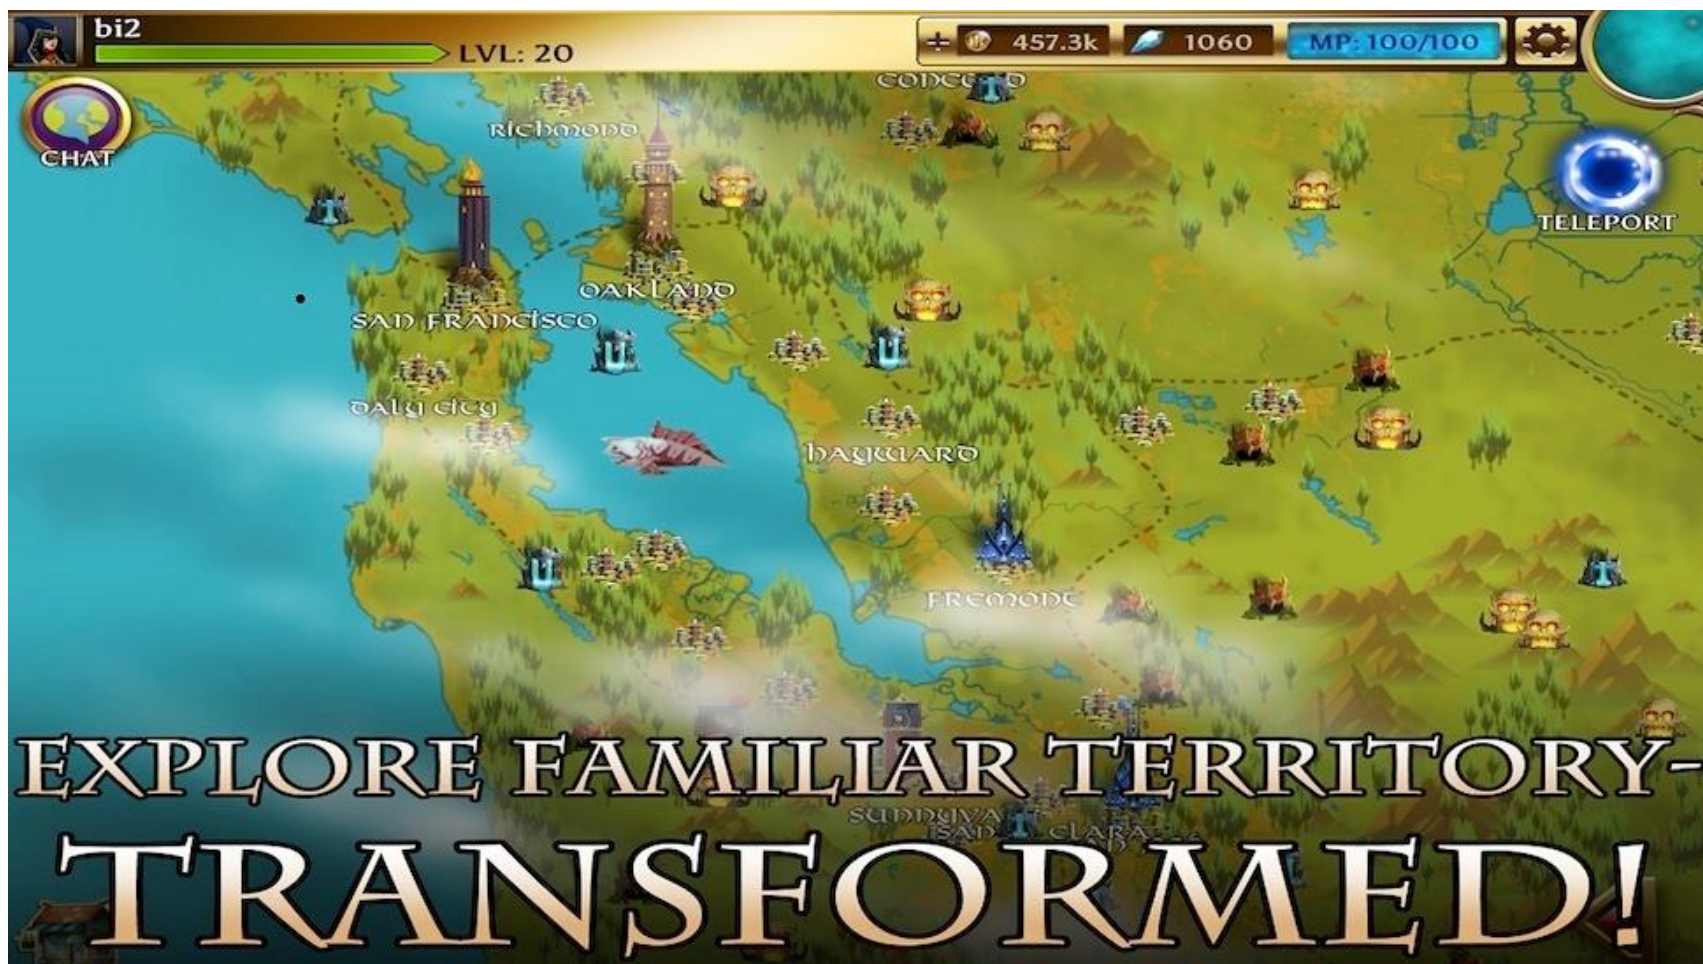 bi2
LVL: 20
457.3k
1060
MP: 100/100
CHAT
TELEPORT
RICHMOND
OAKLAND
SAN FRANCISCO
DALY CITY
HAYWARD
FREMONT
EXPLORE FAMILIAR TERRITORY-
SAN CLARA
TRANSFORMED!